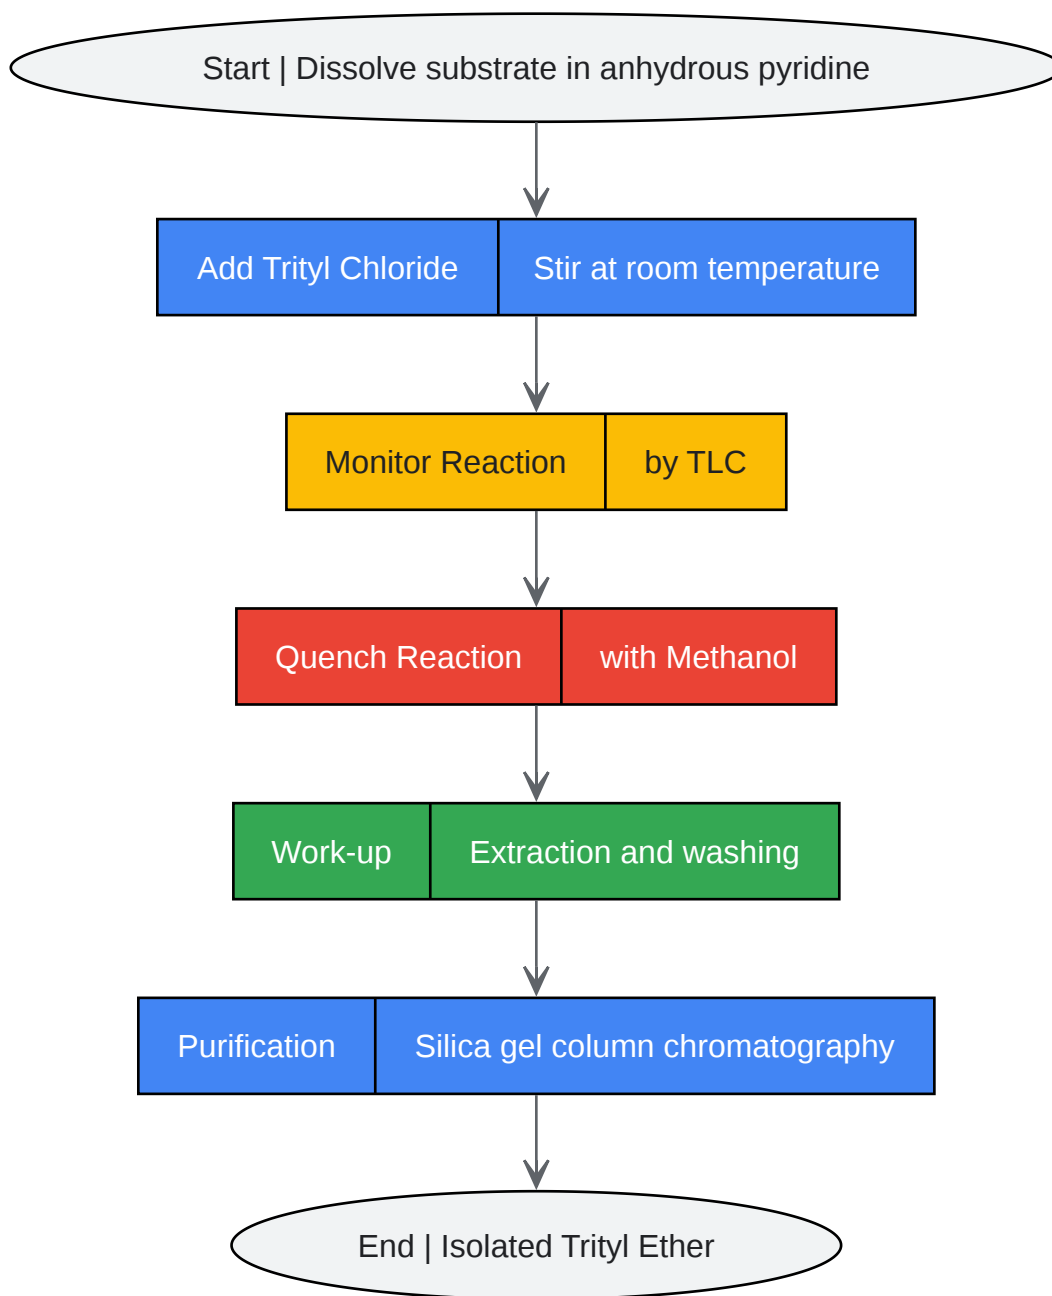 Start | Dissolve substrate in anhydrous pyridine
Add Trityl Chloride Stir at room temperature
Monitor Reaction by TLC
Quench Reaction with Methanol
Work-up Extraction and washing
Purification Silica gel column chromatography
End | Isolated Trityl Ether